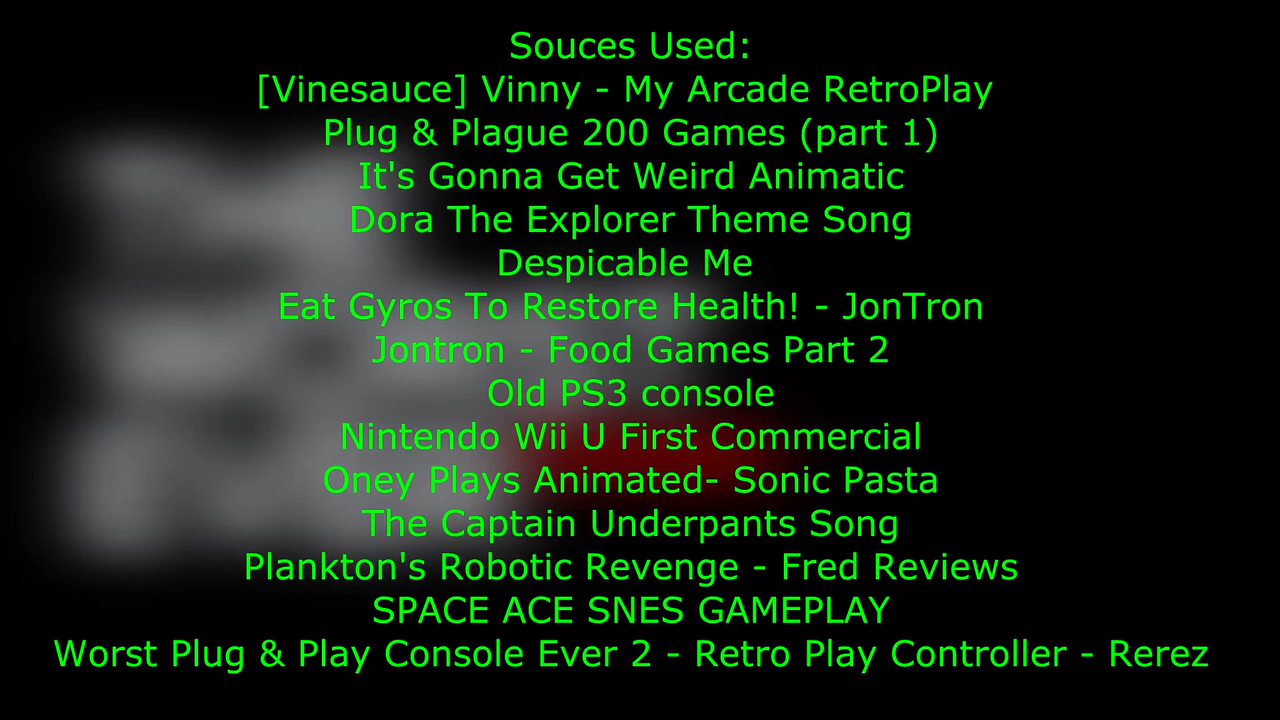 Souces Used:
[Vinesauce] Vinny - My Arcade RetroPlay
Plug & Plague 200 Games (part 1)
It's Gonna Get Weird Animatic
Dora The Explorer Theme Song
Despicable Me
Eat Gyros To Restore Health! - JonTron
Jontron - Food Games Part 2
Old PS3 console
Nintendo Wii U First Commercial
Oney Plays Animated- Sonic Pasta
The Captain Underpants Song
Plankton's Robotic Revenge - Fred Reviews
SPACE ACE SNES GAMEPLAY
Worst Plug & Play Console Ever 2 - Retro Play Controller - Rerez